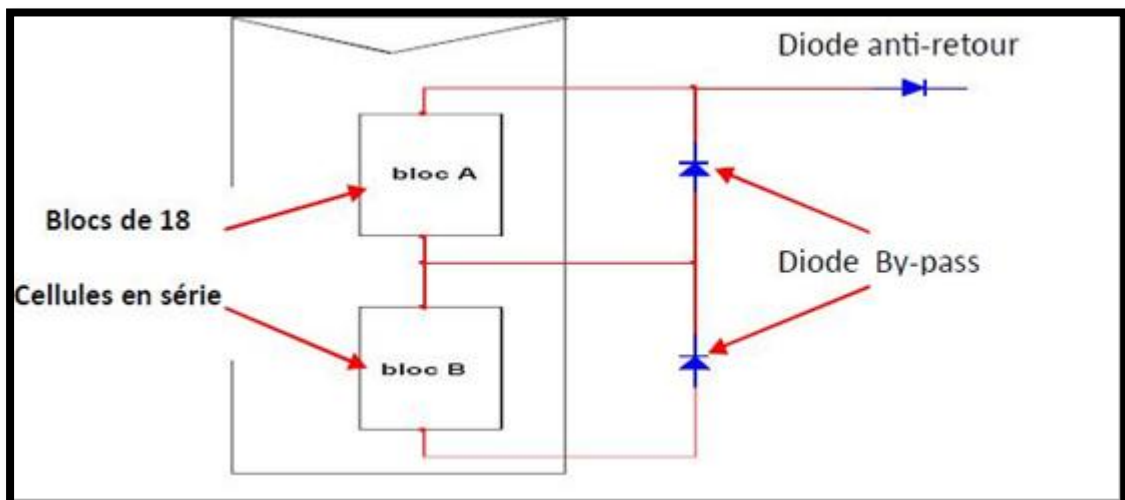 Diode anti-retour
bloc A
Blocs de 18
Diode By-pass
Cellules en série
bloc B